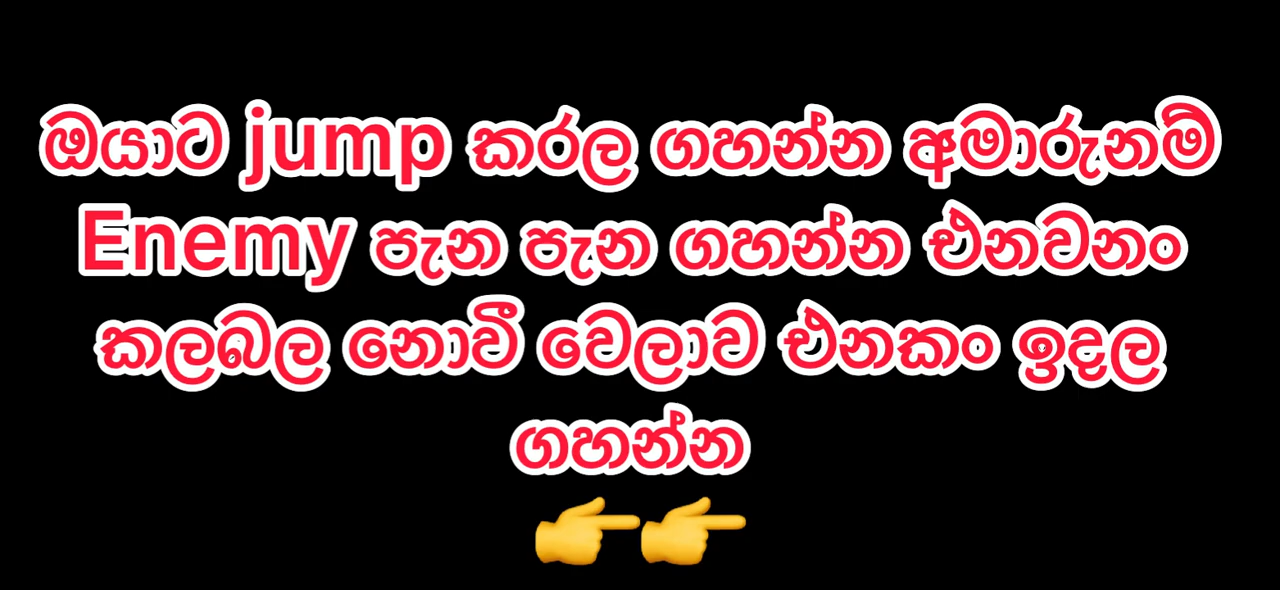 ඔයාට jump කරල ගහන්න අමාරුනම්
Enemy පැන පැන ගහන්න එනවනං
කලබල නොවී වෙලාව එනකං ඉදල
ගහන්න
👉👉